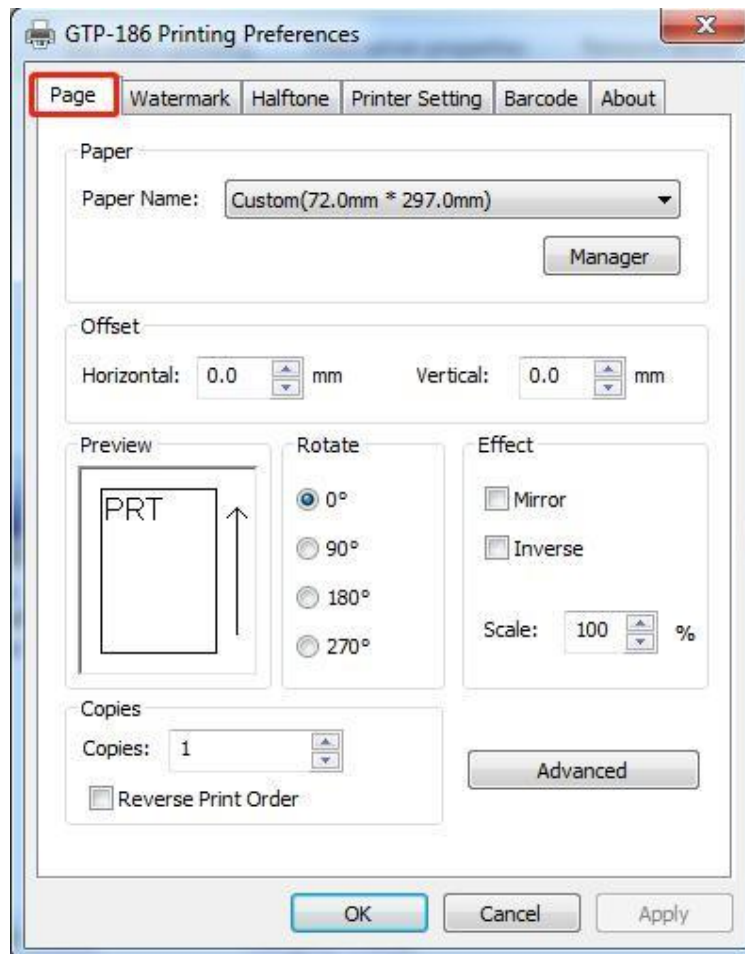 GTP-186 Printing Preferences
Page Watermark Halftone Printer Setting Barcode About
Paper
Paper Name: Custom(72.0mm * 297.0mm)
Manager
Offset
Horizontal: 0.0 mm Vertical: 0.0 mm
Preview
PRT
Rotate
0°
90°
180°
270°
Effect
Mirror
Inverse
Scale: 100 %
Copies
Copies: 1
Reverse Print Order
Advanced
OK Cancel Apply